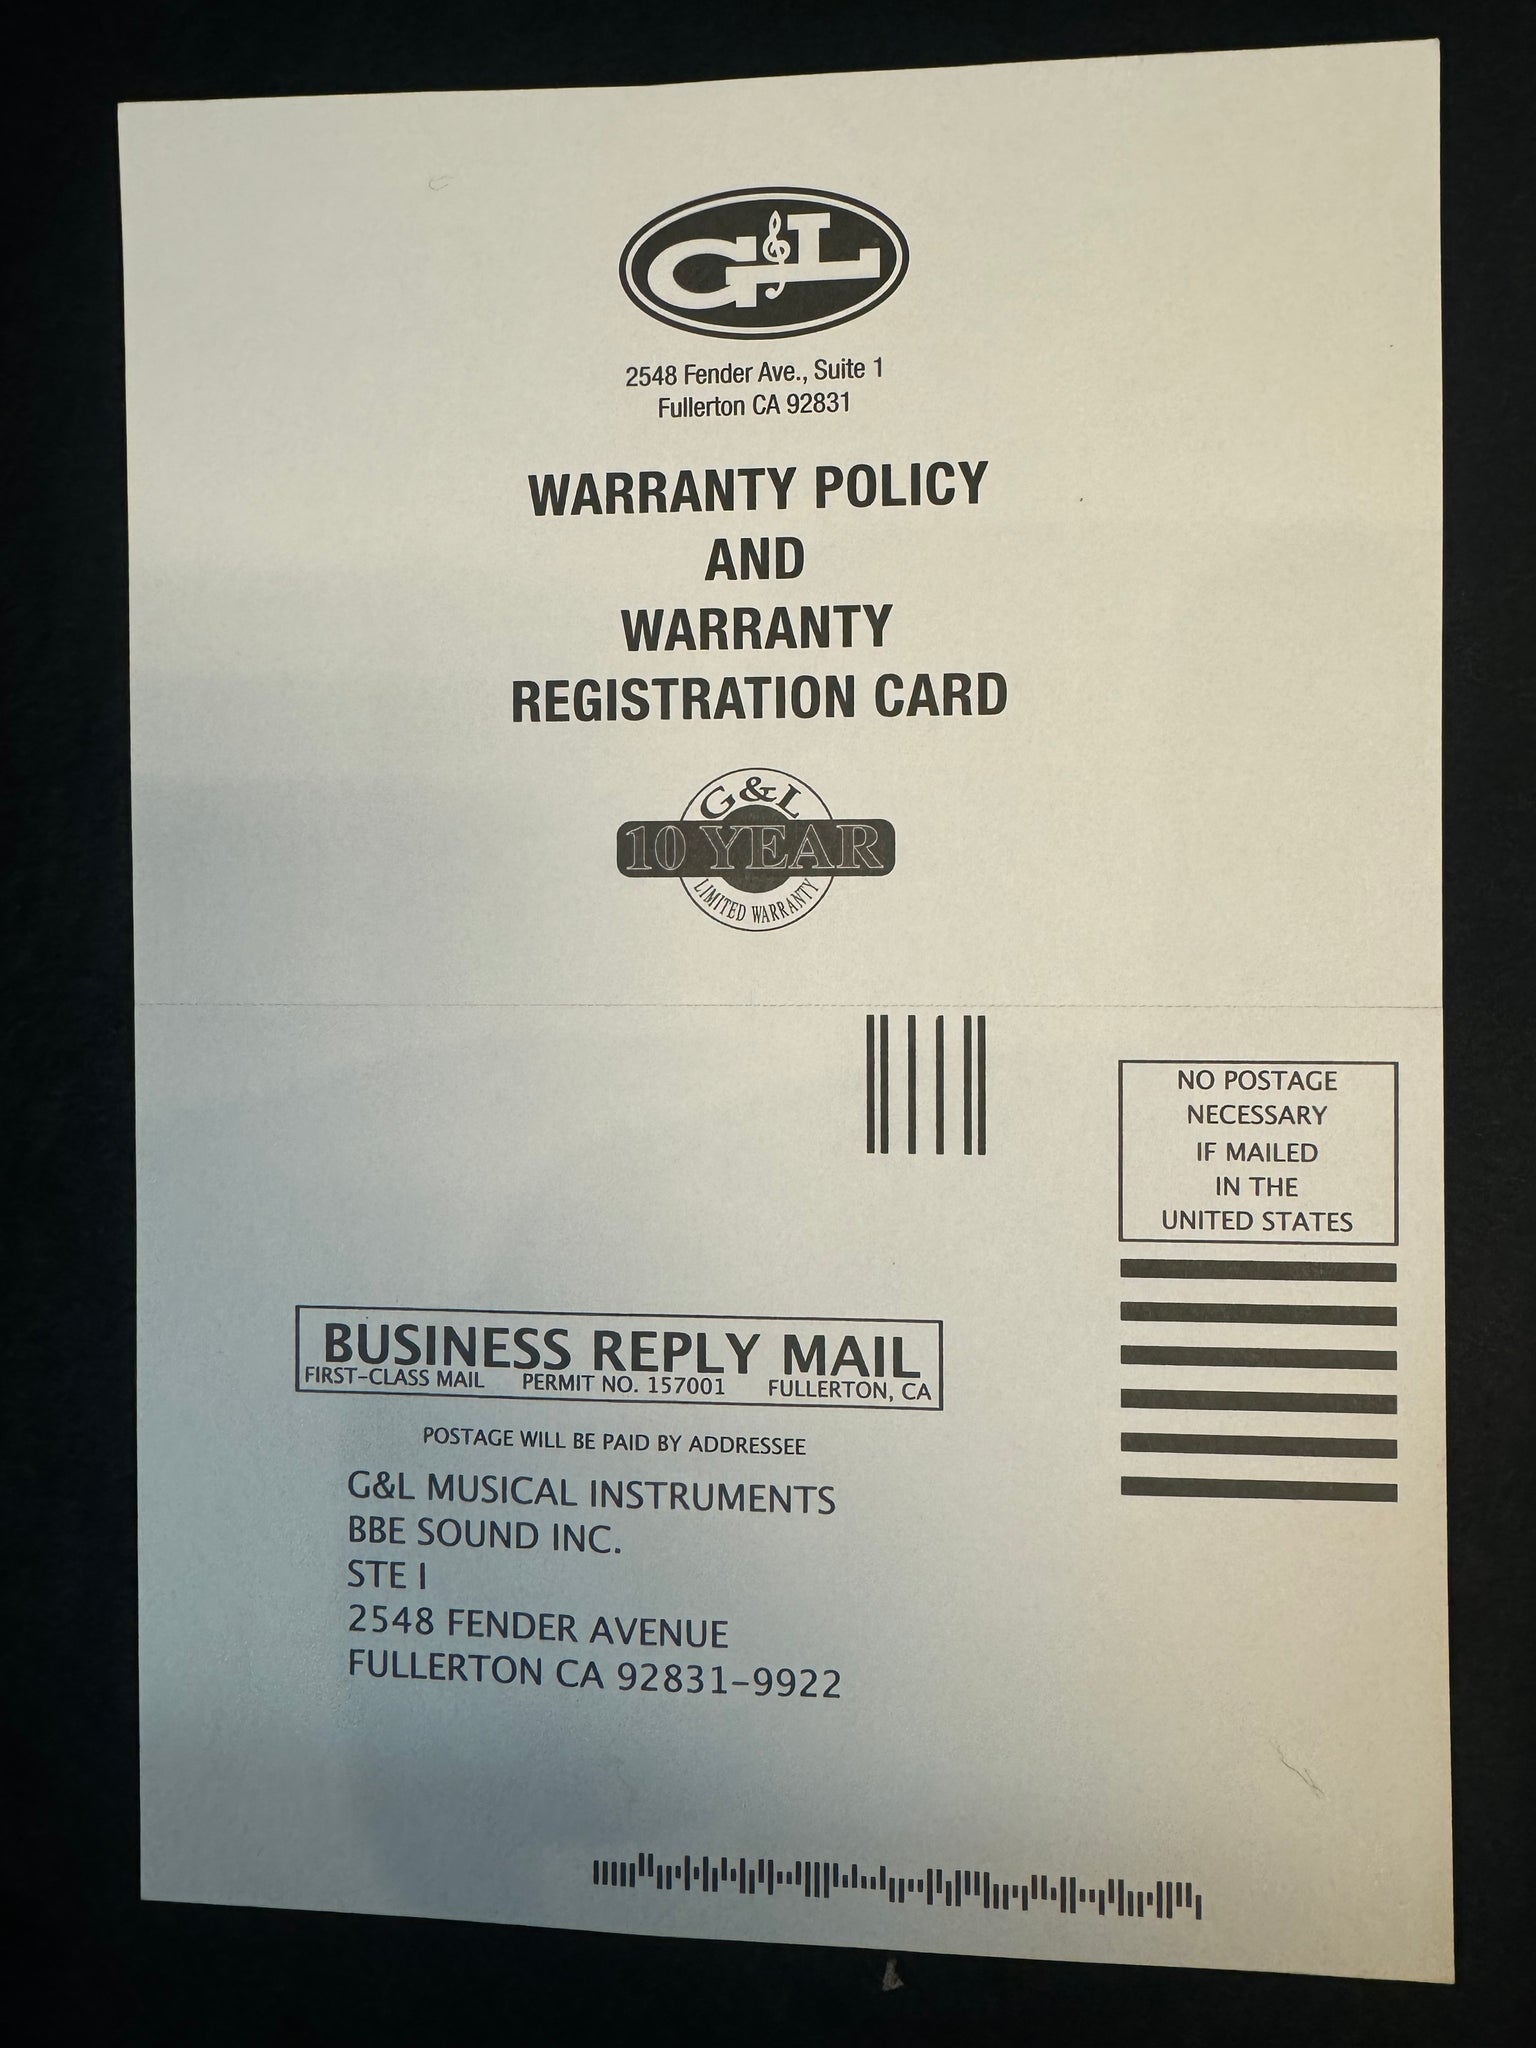 G&L
2548 Fender Ave., Suite 1
Fullerton CA 92831
WARRANTY POLICY
AND
WARRANTY
REGISTRATION CARD
G&L
10 YEAR
LIMITED WARRANTY
NO POSTAGE
NECESSARY
IF MAILED
IN THE
UNITED STATES
BUSINESS REPLY MAIL
FIRST-CLASS MAIL PERMIT NO. 157001 FULLERTON, CA
POSTAGE WILL BE PAID BY ADDRESSEE
G&L MUSICAL INSTRUMENTS
BBE SOUND INC.
STE I
2548 FENDER AVENUE
FULLERTON CA 92831-9922